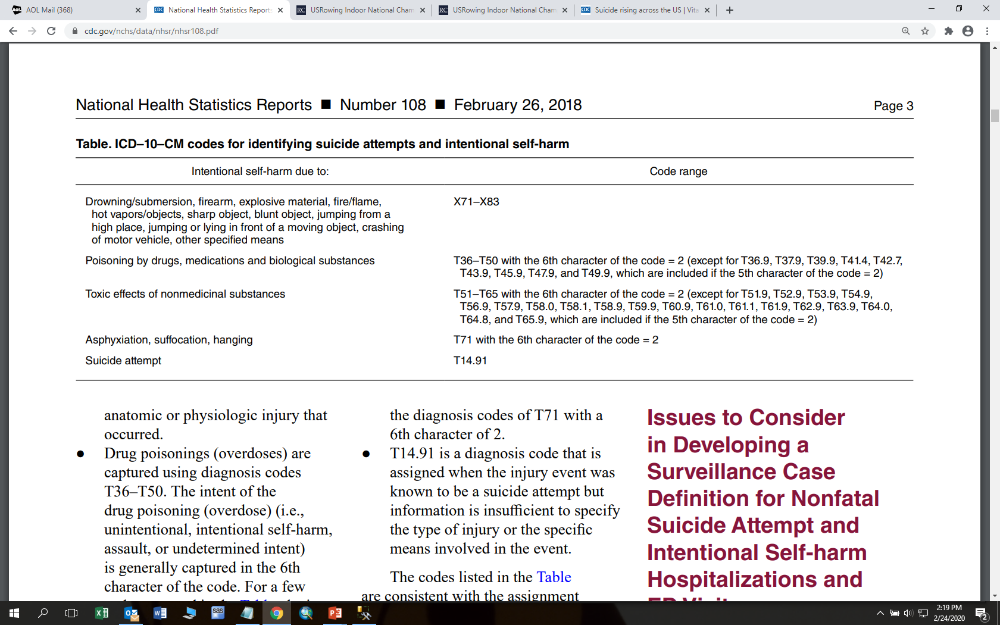 AOL Mail (368)
National Health Statistics Reports
USRowing Indoor National Cham
USRowing Indoor National Cham
Suicide rising across the US | Vita
cdc.gov/nchs/data/nhsr/nhsr108.pdf
National Health Statistics Reports ■ Number 108 ■ February 26, 2018
Page 3
Table. ICD–10–CM codes for identifying suicide attempts and intentional self-harm
Intentional self-harm due to:
Code range
Drowning/submersion, firearm, explosive material, fire/flame,
hot vapors/objects, sharp object, blunt object, jumping from a
high place, jumping or lying in front of a moving object, crashing
of motor vehicle, other specified means
X71–X83
Poisoning by drugs, medications and biological substances
T36–T50 with the 6th character of the code = 2 (except for T36.9, T37.9, T39.9, T41.4, T42.7,
T43.9, T45.9, T47.9, and T49.9, which are included if the 5th character of the code = 2)
Toxic effects of nonmedicinal substances
T51–T65 with the 6th character of the code = 2 (except for T51.9, T52.9, T53.9, T54.9,
T56.9, T57.9, T58.0, T58.1, T58.9, T59.9, T60.9, T61.0, T61.1, T61.9, T62.9, T63.9, T64.0,
T64.8, and T65.9, which are included if the 5th character of the code = 2)
Asphyxiation, suffocation, hanging
T71 with the 6th character of the code = 2
Suicide attempt
T14.91
anatomic or physiologic injury that
occurred.
● Drug poisonings (overdoses) are
captured using diagnosis codes
T36–T50. The intent of the
drug poisoning (overdose) (i.e.,
unintentional, intentional self-harm,
assault, or undetermined intent)
is generally captured in the 6th
character of the code. For a few
the diagnosis codes of T71 with a
6th character of 2.
● T14.91 is a diagnosis code that is
assigned when the injury event was
known to be a suicide attempt but
information is insufficient to specify
the type of injury or the specific
means involved in the event.
The codes listed in the Table
are consistent with the assignment
Issues to Consider
in Developing a
Surveillance Case
Definition for Nonfatal
Suicide Attempt and
Intentional Self-harm
Hospitalizations and
2:19 PM
2/24/2020
2